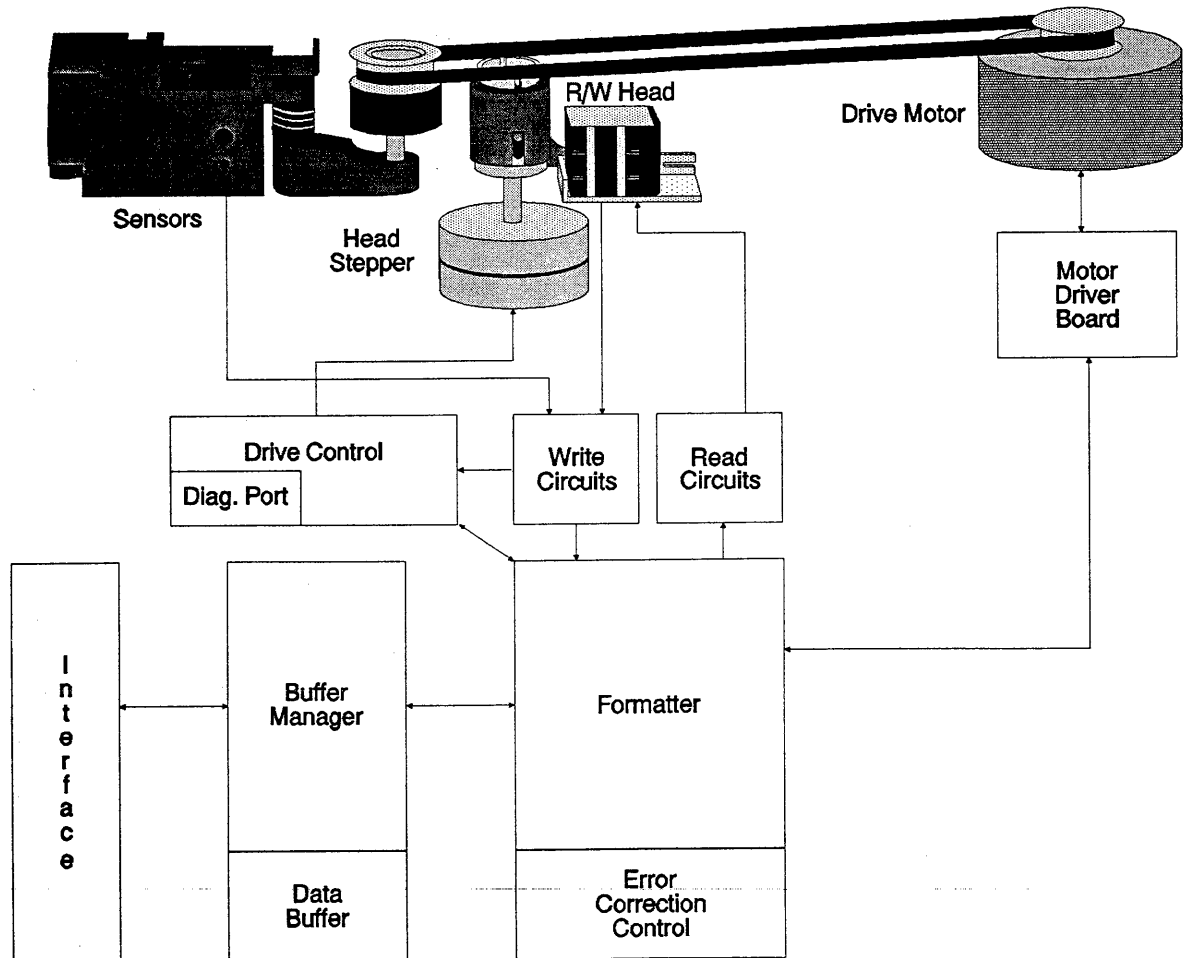 R/W Head
Drive Motor
Sensors
Head
Stepper
Motor
Driver
Board
Drive Control
Diag. Port
Write
Circuits
Read
Circuits
Interface
Buffer
Manager
Formatter
Data
Buffer
Error
Correction
Control